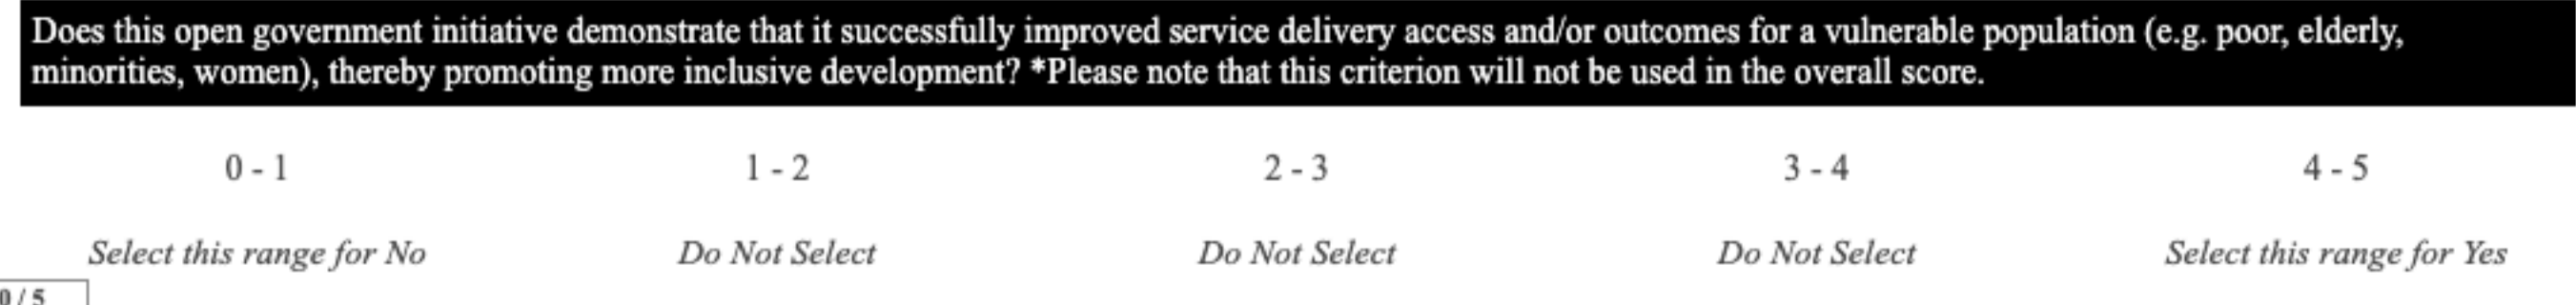 Does this open government initiative demonstrate that it successfully improved service delivery access and/or outcomes for a vulnerable population (e.g. poor, elderly,
minorities, women), thereby promoting more inclusive development? *Please note that this criterion will not be used in the overall score.
0 - 1 1 - 2 2 - 3 3 - 4 4 - 5
Select this range for No Do Not Select Do Not Select Do Not Select Select this range for Yes
0 / 5